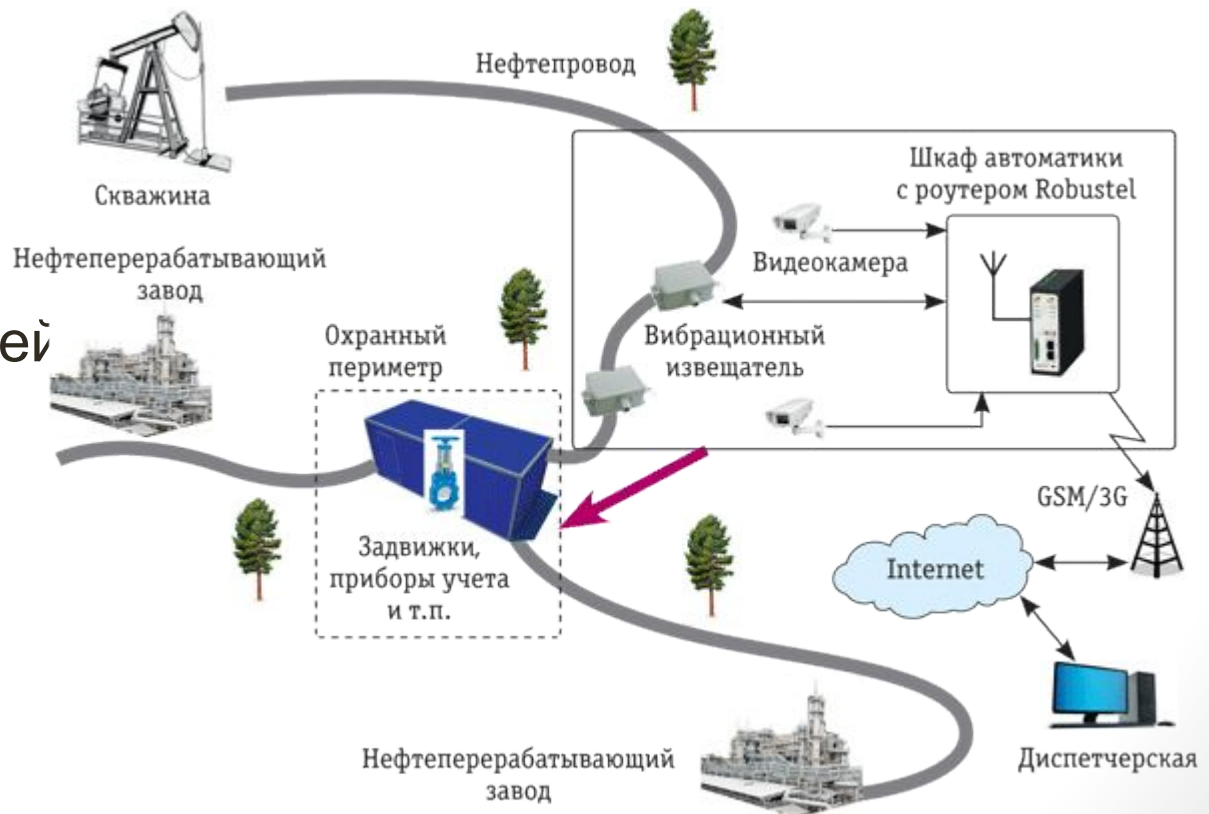 Нефтепровод
Скважина
Шкаф автоматики
с роутером Robustel
Нефтеперерабатывающий
завод
Видеокамера
ей
Охранный
периметр
Вибрационный
извещатель
GSM/3G
Задвижки,
приборы учета
и т.п.
Internet
Нефтеперерабатывающий
завод
Диспетчерская